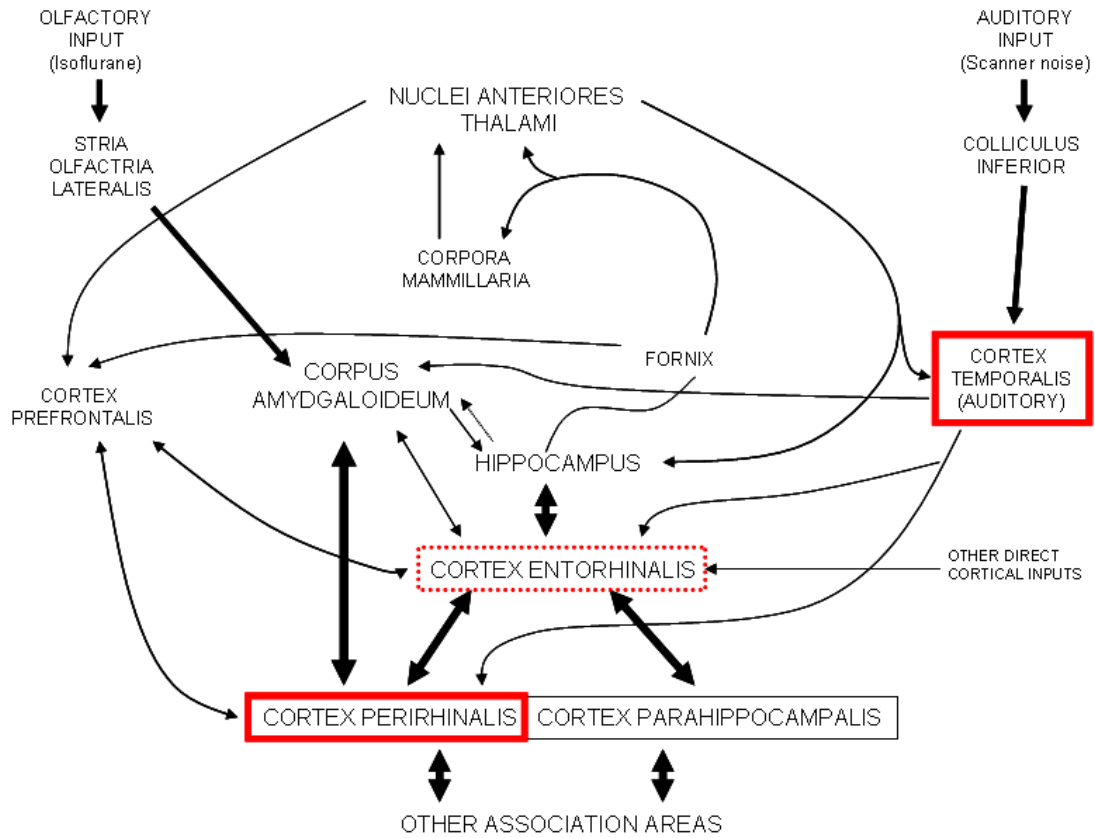 OLFACTORY
INPUT
(Isoflurane)
AUDITORY
INPUT
(Scanner noise)
NUCLEI ANTERIORES
THALAMI
STRIA
OLFACTRIA
LATERALIS
COLLICULUS
INFERIOR
CORPORA
MAMMILLARIA
FORNIX
CORTEX
TEMPORALIS
(AUDITORY)
CORPUS
AMYDGALOIDEUM
CORTEX
PREFRONTALIS
HIPPOCAMPUS
CORTEX ENTORHINALIS
OTHER DIRECT
CORTICAL INPUTS
CORTEX PERIRHINALIS
CORTEX PARAHIPPOCAMPALIS
OTHER ASSOCIATION AREAS